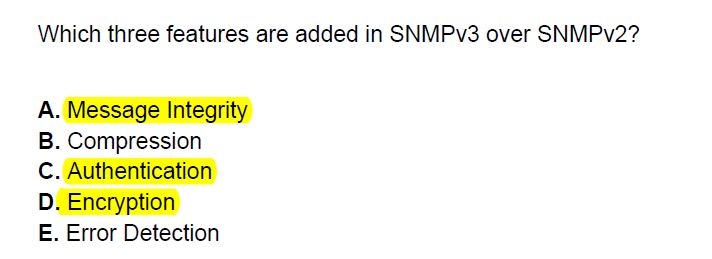 Which three features are added in SNMPv3 over SNMPv2?
A. Message Integrity
B. Compression
C. Authentication
D. Encryption
E. Error Detection